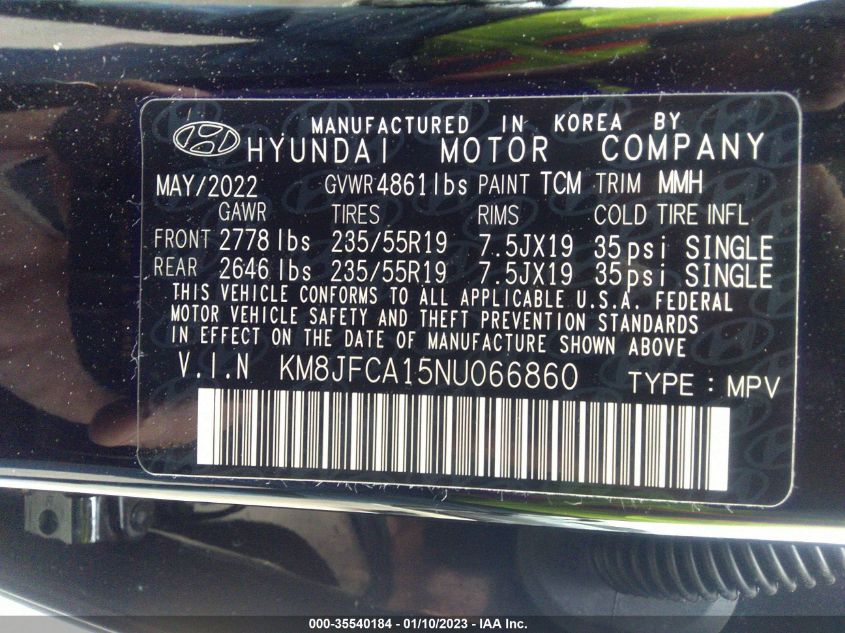 MANUFACTURED IN KOREA BY
HYUNDAI MOTOR COMPANY
MAY/2022 GVWR 4861lbs PAINT TCM TRIM MMH
GAWR TIRES RIMS COLD TIRE INFL
FRONT 2778 lbs 235/55R19 7.5JX19 35psi SINGLE
REAR 2646 lbs 235/55R19 7.5JX19 35psi SINGLE
THIS VEHICLE CONFORMS TO ALL APPLICABLE U.S.A. FEDERAL
MOTOR VEHICLE SAFETY AND THEFT PREVENTION STANDARDS
IN EFFECT ON THE DATE OF MANUFACTURE SHOWN ABOVE.
V.I.N KM8JFCA15NU066860 TYPE : MPV
000-35540184 - 01/10/2023 - IAA Inc.